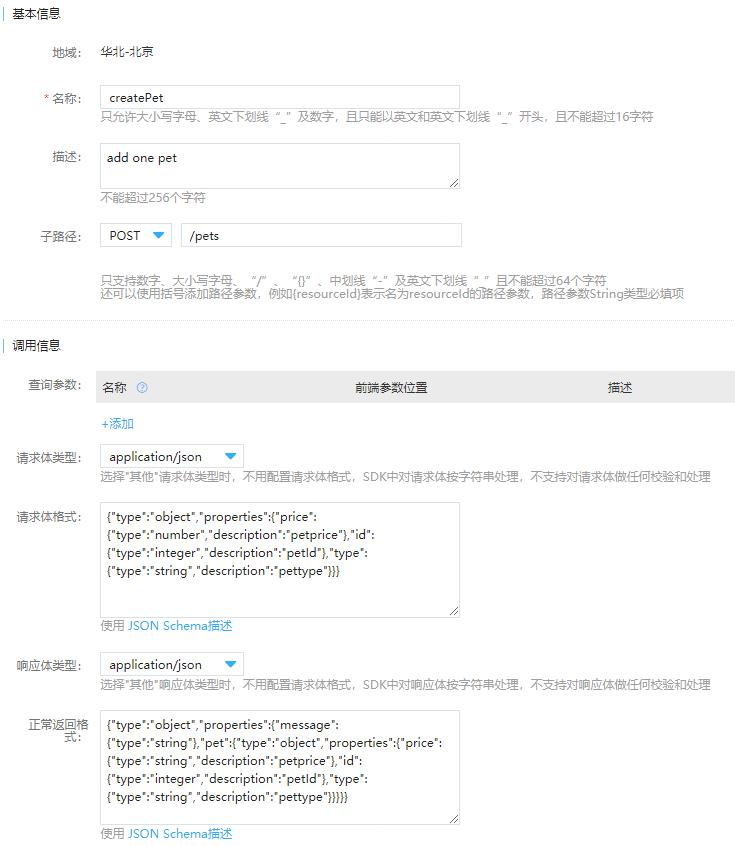 基本信息
地域： 华北-北京
* 名称： createPet
只允许大小写字母、英文下划线“_”及数字，且只能以英文和英文下划线“_”开头，且不能超过16字符
描述： add one pet
不能超过256个字符
子路径： POST /pets
只支持数字、大小写字母、“/”、“{}”、中划线“-”及英文下划线“_”且不能超过64个字符
还可以使用括号添加路径参数，例如{resourceId}表示名为resourceId的路径参数，路径参数String类型必填项
调用信息
查询参数： 名称 ? 前端参数位置 描述
+添加
请求体类型： application/json
选择"其他"请求体类型时，不用配置请求体格式，SDK中对请求体按字符串处理，不支持对请求体做任何校验和处理
请求体格式： {"type":"object","properties":{"price":
{"type":"number","description":"petprice"},"id":
{"type":"integer","description":"petId"},"type":
{"type":"string","description":"pettype"}}}
使用 JSON Schema描述
响应体类型： application/json
选择"其他"响应体类型时，不用配置请求体格式，SDK中对响应体按字符串处理，不支持对响应体做任何校验和处理
正常返回格
式： {"type":"object","properties":{"message":
{"type":"string"},"pet":{"type":"object","properties":{"price":
{"type":"string","description":"petprice"},"id":
{"type":"integer","description":"petId"},"type":
{"type":"string","description":"pettype"}}}}}
使用 JSON Schema描述